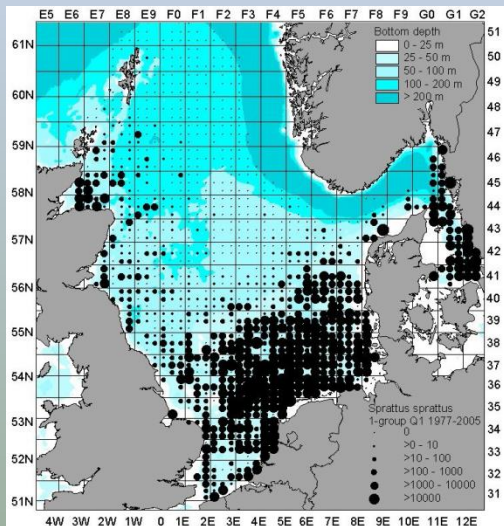 E5 E6 E7 E8 E9 F0 F1 F2 F3 F4 F5 F6 F7 F8 F9 G0 G1 G2
61N
60N
59N
58N
57N
56N
55N
54N
53N
52N
51N
51
50
49
48
47
46
45
44
43
42
41
40
39
38
37
36
35
34
33
32
31
Bottom depth
0 - 25 m
25 - 50 m
50 - 100 m
100 - 200 m
> 200 m
Sprattus sprattus
1-group Q1 1977-2005
0
>0 - 10
>10 - 100
>100 - 1000
>1000 - 10000
>10000
4W 3W 2W 1W 0 1E 2E 3E 4E 5E 6E 7E 8E 9E 10E 11E 12E